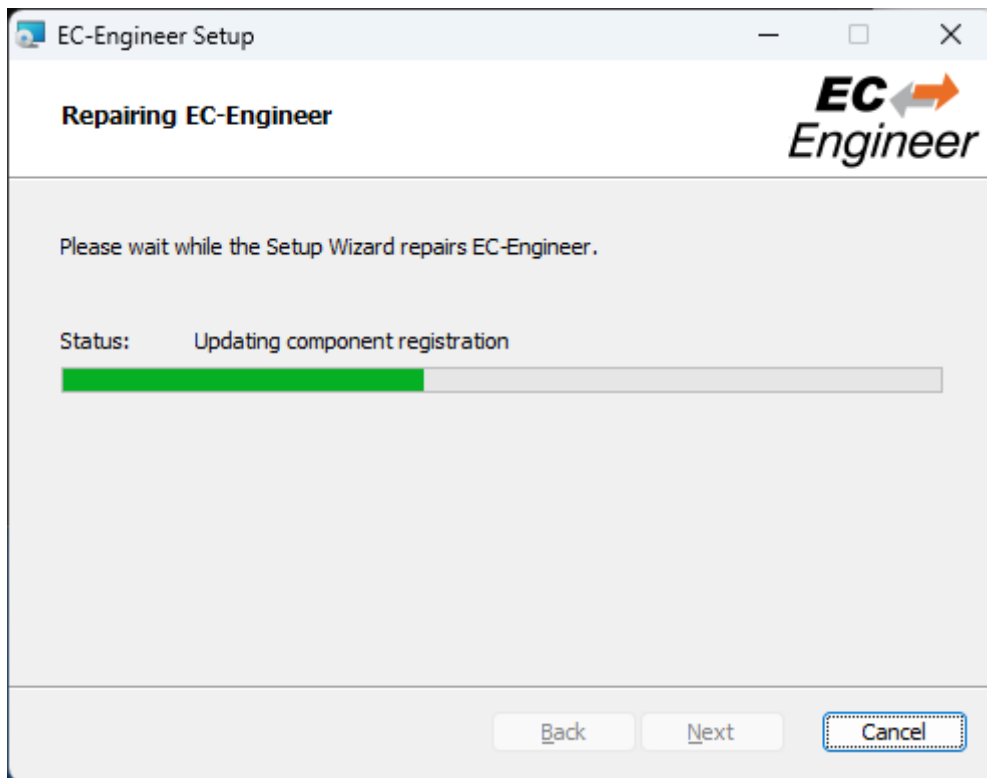 EC-Engineer Setup
Repairing EC-Engineer
EC
Engineer
Please wait while the Setup Wizard repairs EC-Engineer.
Status: Updating component registration
Back Next Cancel